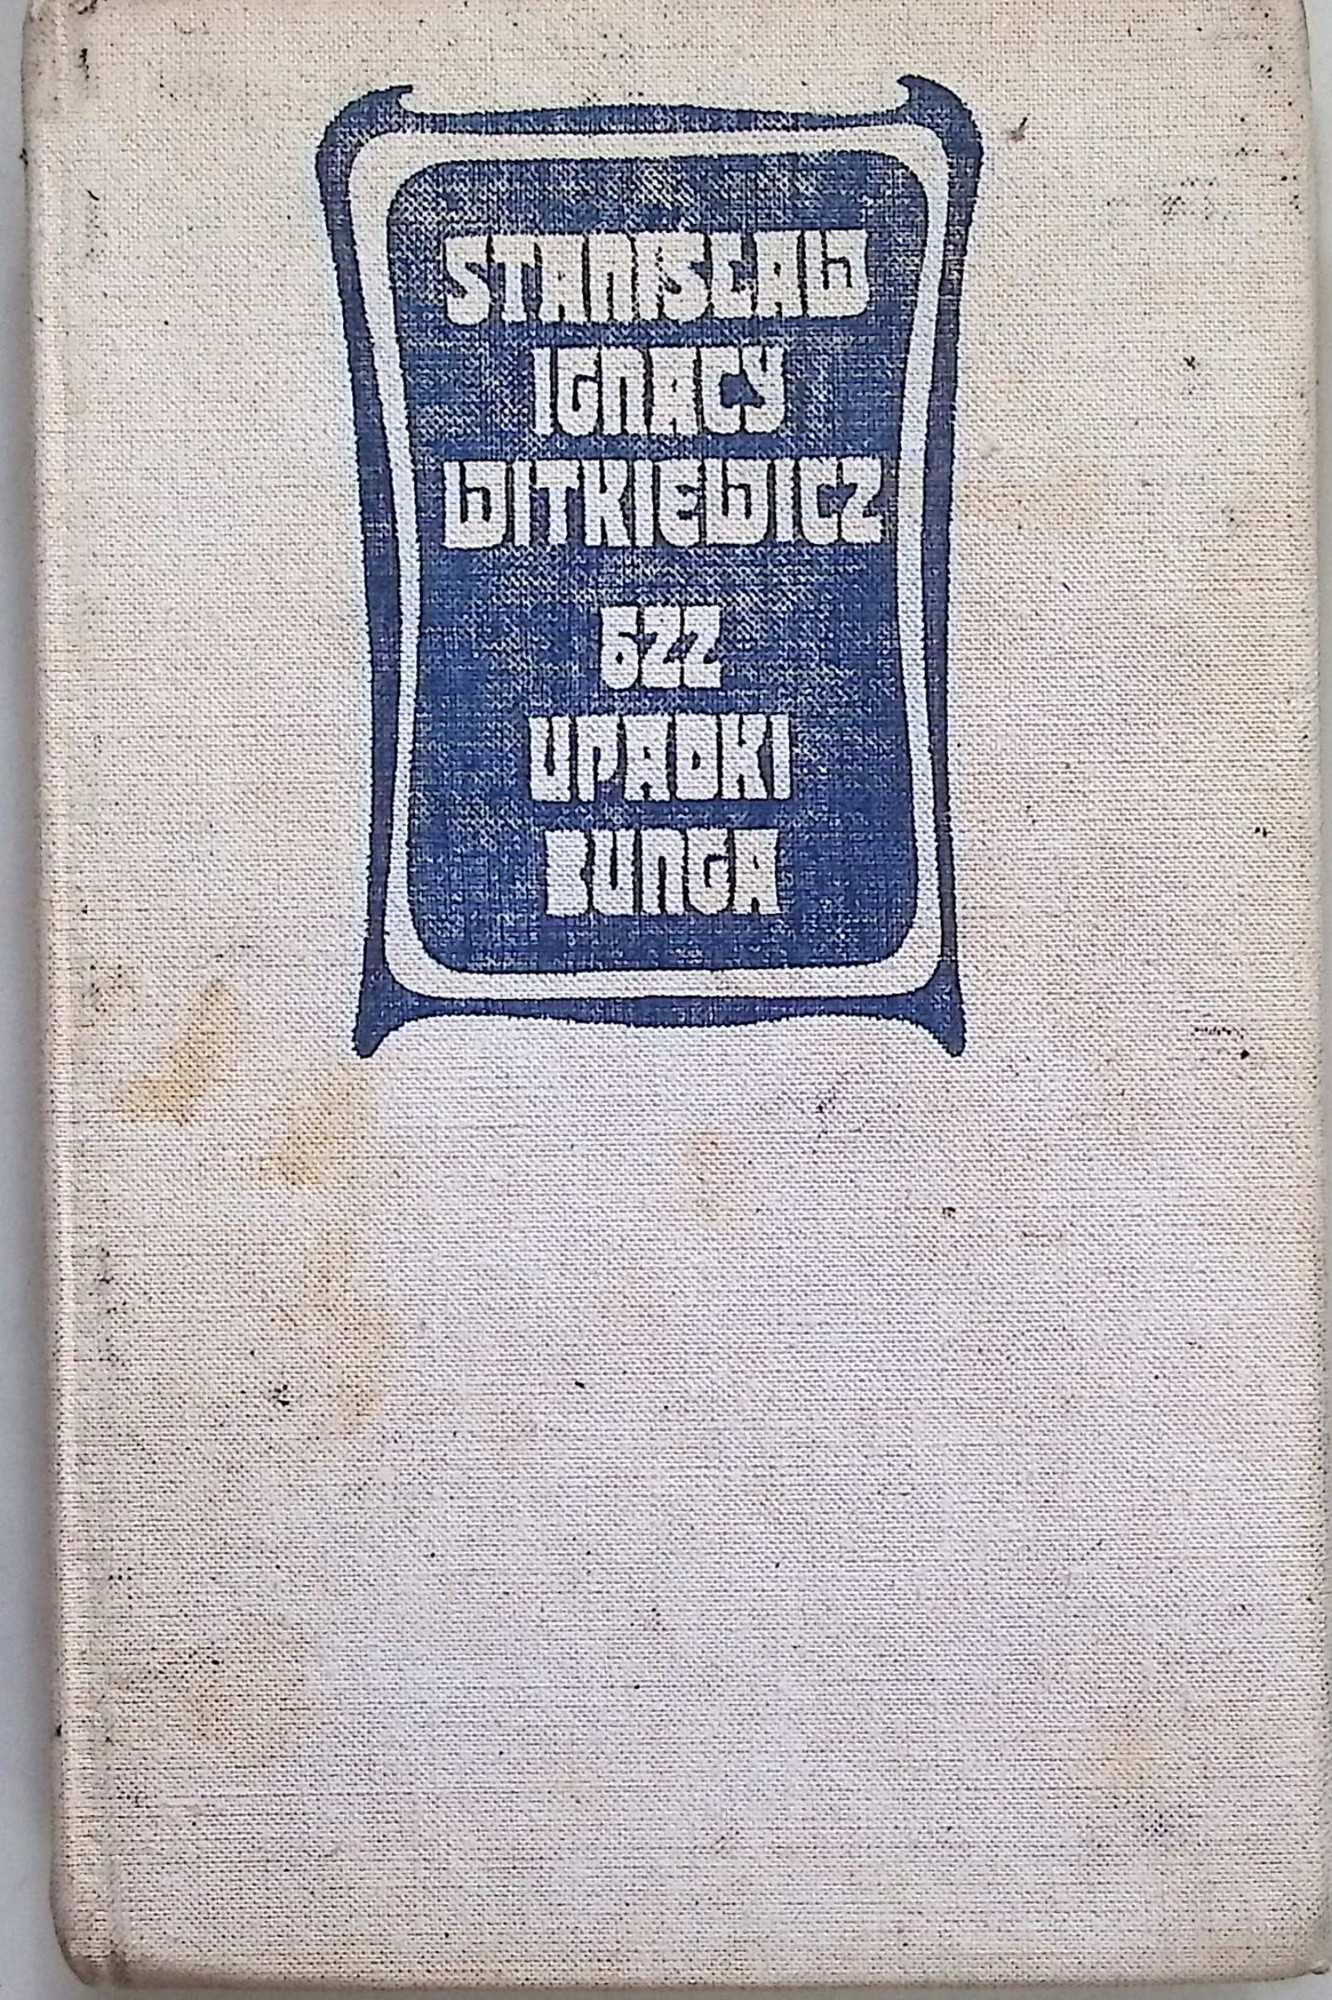 STANISŁAW
IGNACY
WITKIEWICZ
622
UPADKI
BUNGA